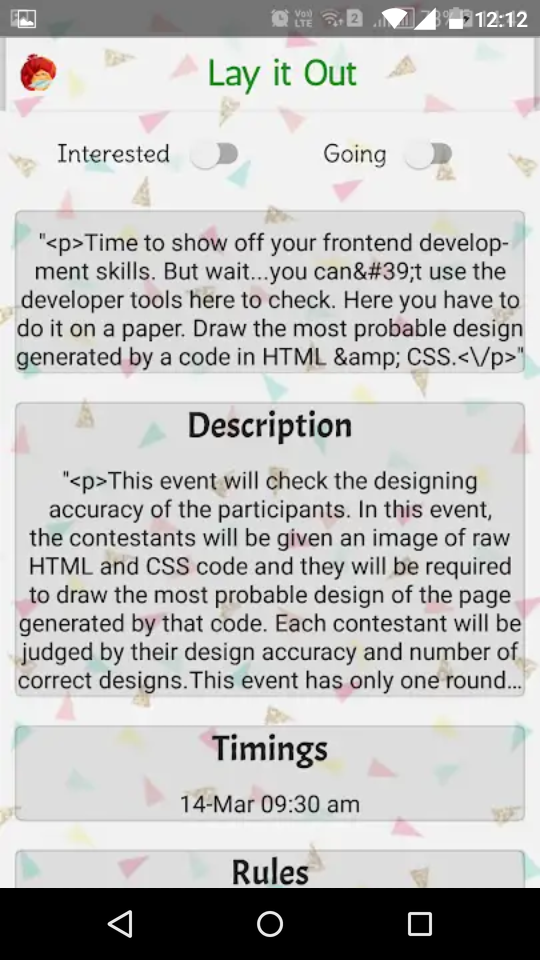 Vo))
LTE
2
12:12
Lay it Out
Interested
Going
"<p>Time to show off your frontend develop-
ment skills. But wait...you can&#39;t use the
developer tools here to check. Here you have to
do it on a paper. Draw the most probable design
generated by a code in HTML &amp; CSS.<\/p>"
Description
"<p>This event will check the designing
accuracy of the participants. In this event,
the contestants will be given an image of raw
HTML and CSS code and they will be required
to draw the most probable design of the page
generated by that code. Each contestant will be
judged by their design accuracy and number of
correct designs.This event has only one round...
Timings
14-Mar 09:30 am
Rules